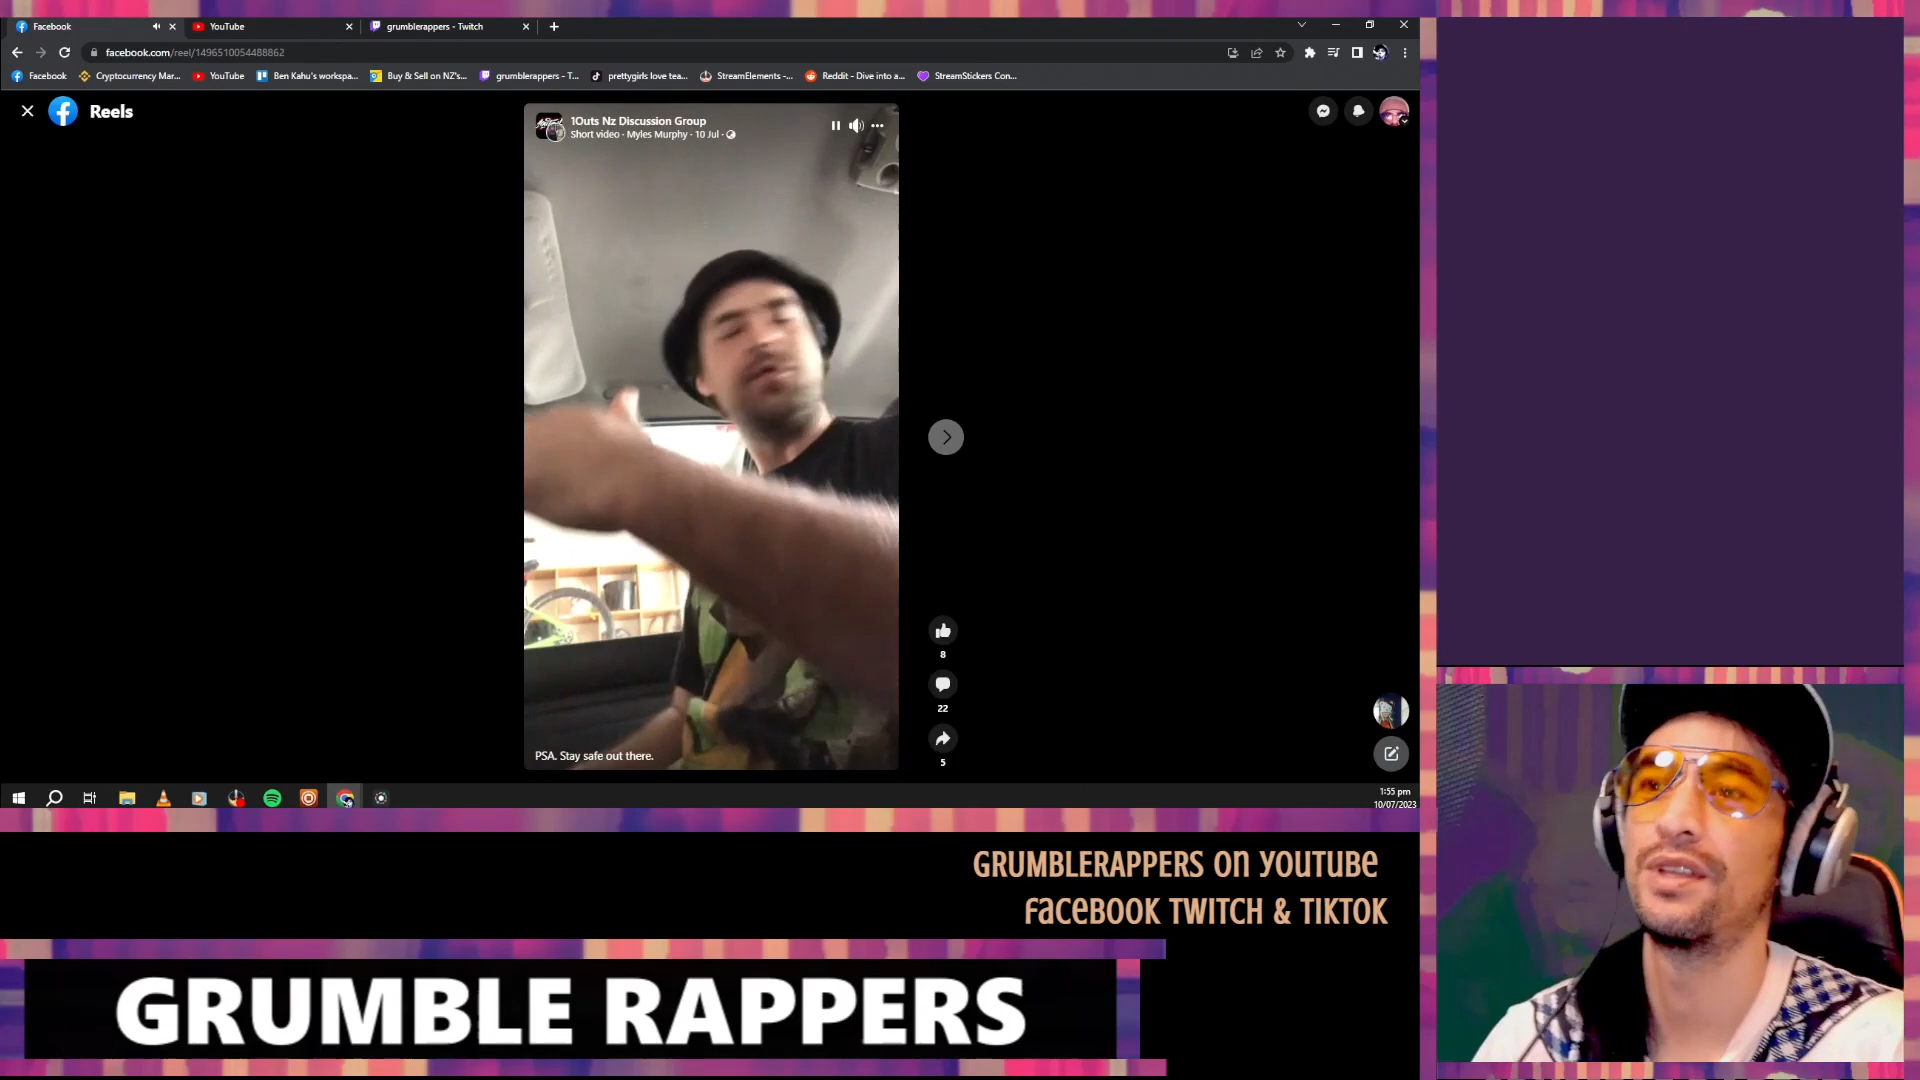 Facebook
YouTube
grumblerappers - Twitch
facebook.com/reel/1496510054488862
Facebook
Cryptocurrency Mar...
YouTube
Ben Kahu's workspa...
Buy & Sell on NZ's...
grumblerappers - T...
prettygirls love tea...
StreamElements -...
Reddit - Dive into a...
StreamStickers Con...
Reels
1Outs Nz Discussion Group
Short video · Myles Murphy · 10 Jul ·
8
22
5
PSA. Stay safe out there.
1:55 pm
10/07/2023
GRUMBLERAPPERS ON YOUTUBE
FACEBOOK TWITCH & TIKTOK
GRUMBLE RAPPERS